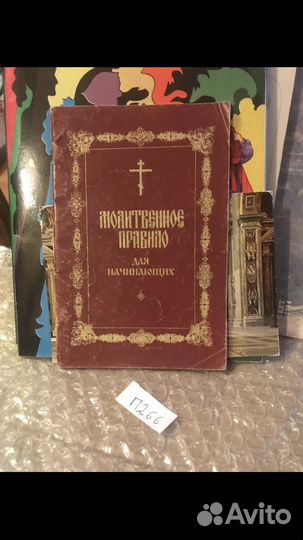 МОЛИТВЕННОЕ
ПРАВИЛО
ДЛЯ
НАЧИНАЮЩИХ
П266
Avito